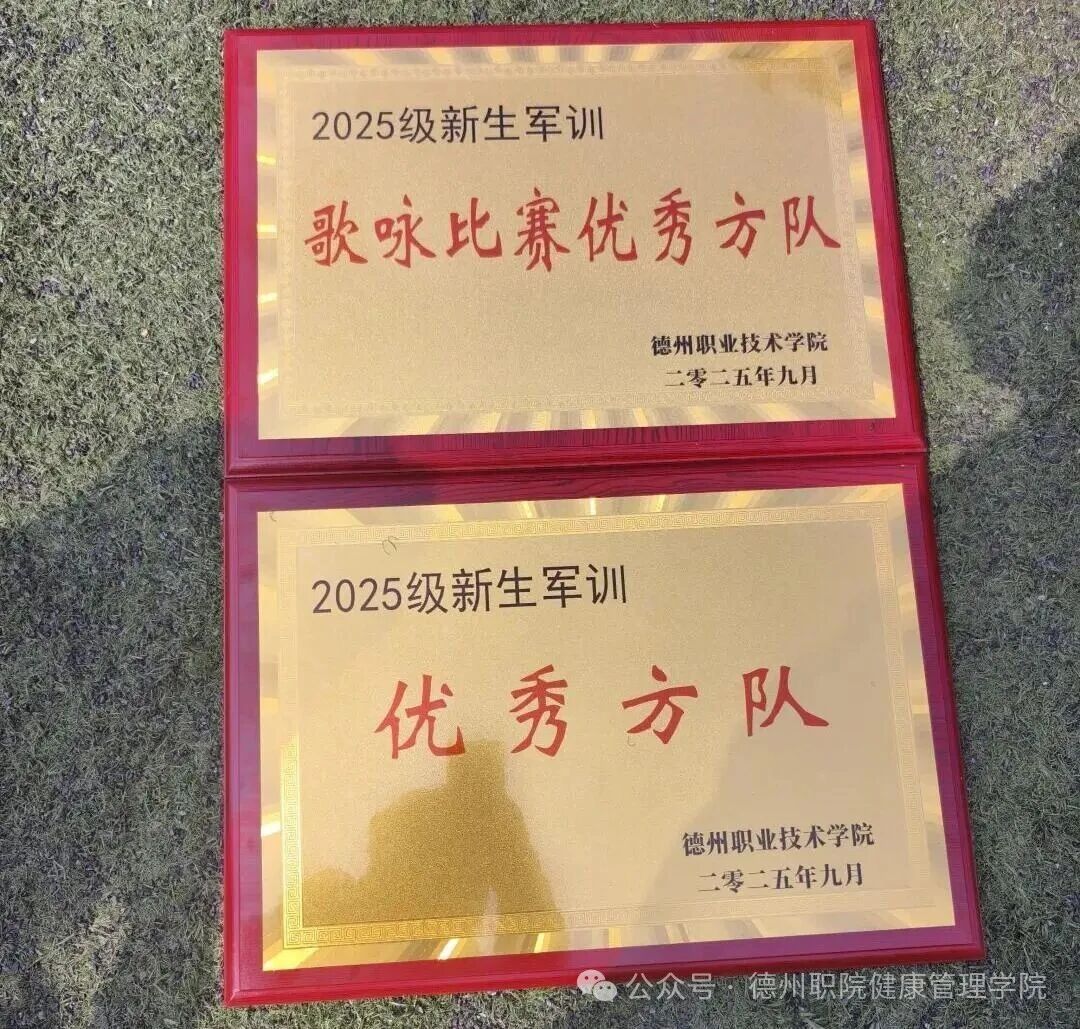 2025级新生军训
歌咏比赛优秀方队
德州职业技术学院
二零二五年九月
2025级新生军训
优秀方队
德州职业技术学院
二零二五年九月
公众号·德州职院健康管理学院